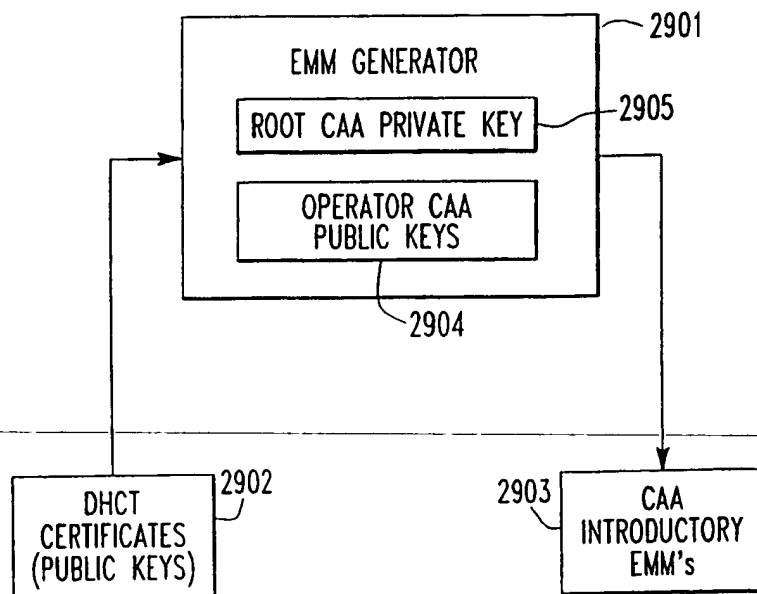 2901
EMM GENERATOR
ROOT CAA PRIVATE KEY
2905
OPERATOR CAA
PUBLIC KEYS
2904
DHCT
CERTIFICATES
(PUBLIC KEYS)
2902
2903
CAA
INTRODUCTORY
EMM's